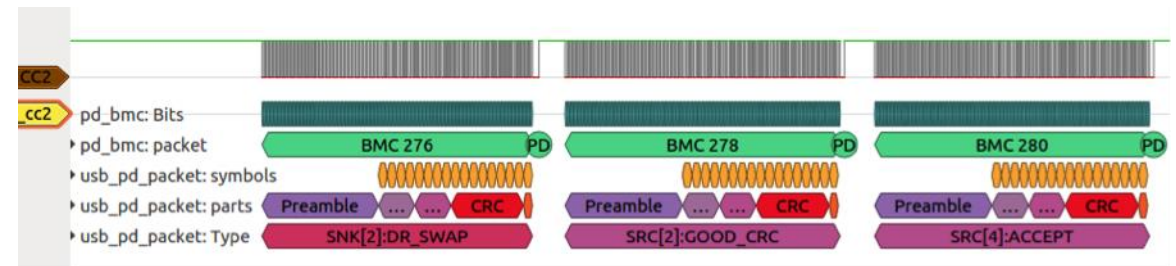 CC2
_cc2
pd_bmc: Bits
pd_bmc: packet BMC 276 PD BMC 278 PD BMC 280 PD
usb_pd_packet: symbols
usb_pd_packet: parts Preamble ... ... CRC Preamble ... ... CRC Preamble ... ... CRC
usb_pd_packet: Type SNK[2]:DR_SWAP SRC[2]:GOOD_CRC SRC[4]:ACCEPT